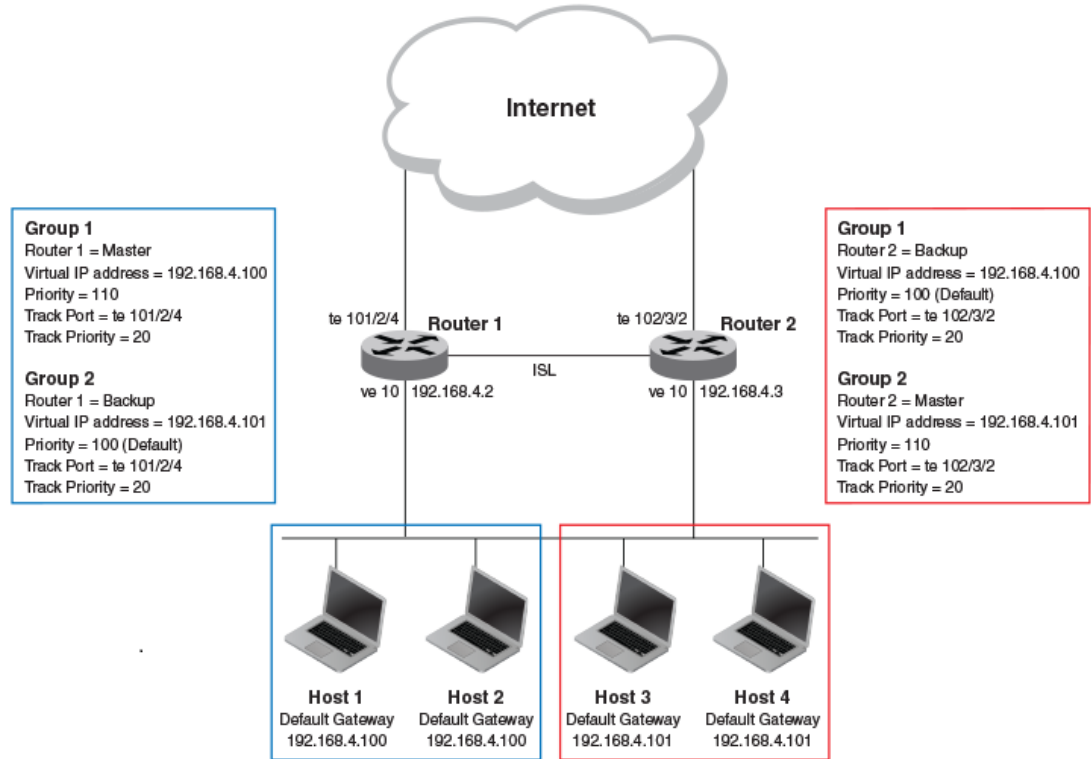 Internet
Group 1
Router 1 = Master
Virtual IP address = 192.168.4.100
Priority = 110
Track Port = te 101/2/4
Track Priority = 20
Group 2
Router 1 = Backup
Virtual IP address = 192.168.4.101
Priority = 100 (Default)
Track Port = te 101/2/4
Track Priority = 20
te 101/2/4
Router 1
ve 10
192.168.4.2
ISL
te 102/3/2
Router 2
ve 10
192.168.4.3
Group 1
Router 2 = Backup
Virtual IP address = 192.168.4.100
Priority = 100 (Default)
Track Port = te 102/3/2
Track Priority = 20
Group 2
Router 2 = Master
Virtual IP address = 192.168.4.101
Priority = 110
Track Port = te 102/3/2
Track Priority = 20
Host 1
Default Gateway
192.168.4.100
Host 2
Default Gateway
192.168.4.100
Host 3
Default Gateway
192.168.4.101
Host 4
Default Gateway
192.168.4.101